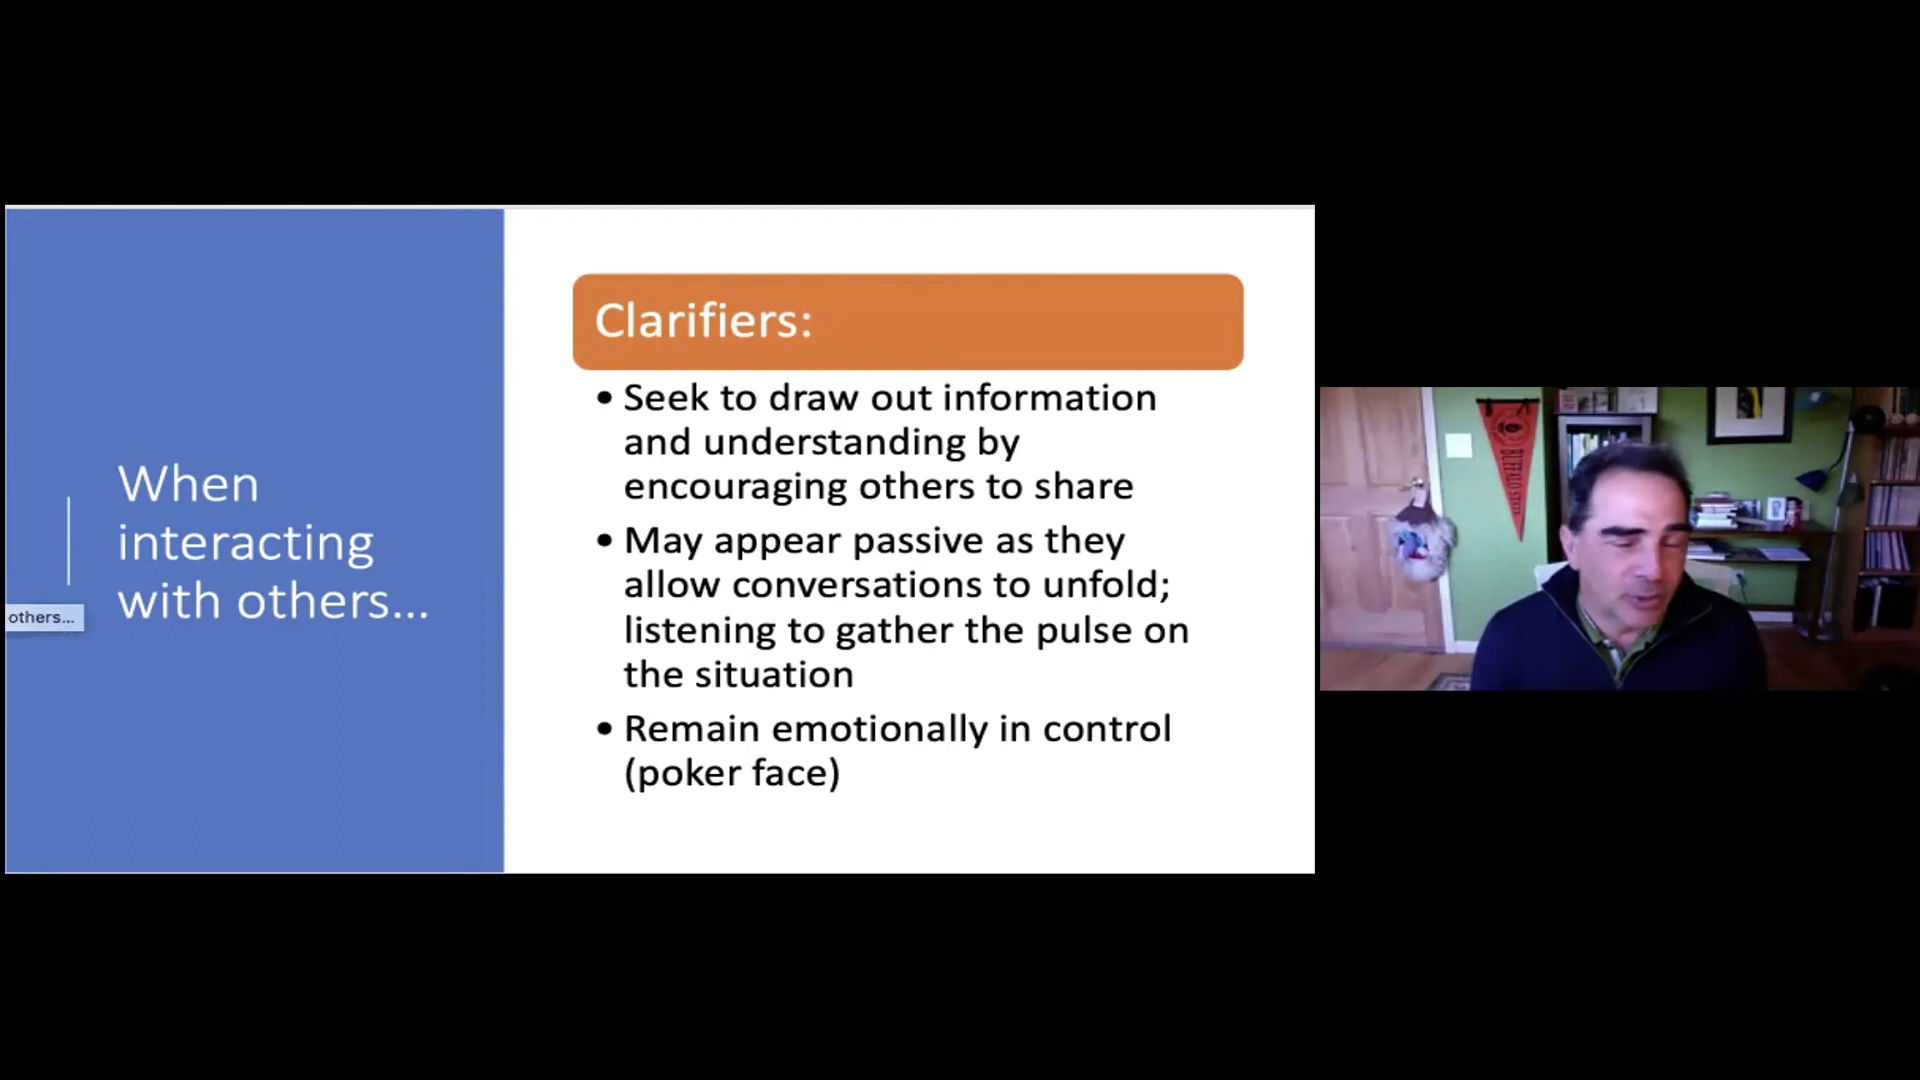 When
interacting
with others...
others...
Clarifiers:
• Seek to draw out information
and understanding by
encouraging others to share
• May appear passive as they
allow conversations to unfold;
listening to gather the pulse on
the situation
• Remain emotionally in control
(poker face)
BUFFALO STATE